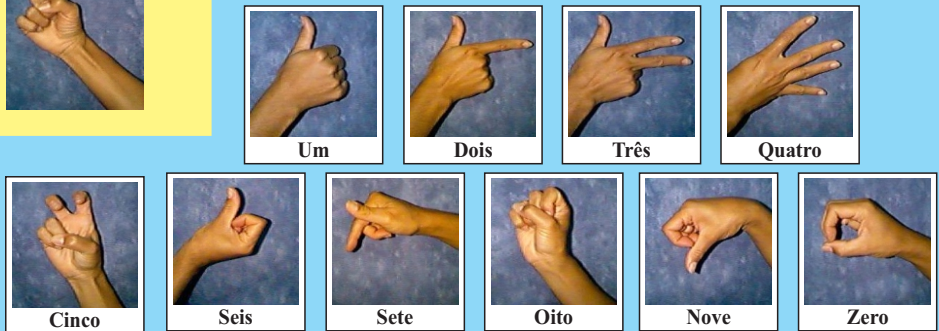 Um
Dois
Três
Quatro
Cinco
Seis
Sete
Oito
Nove
Zero